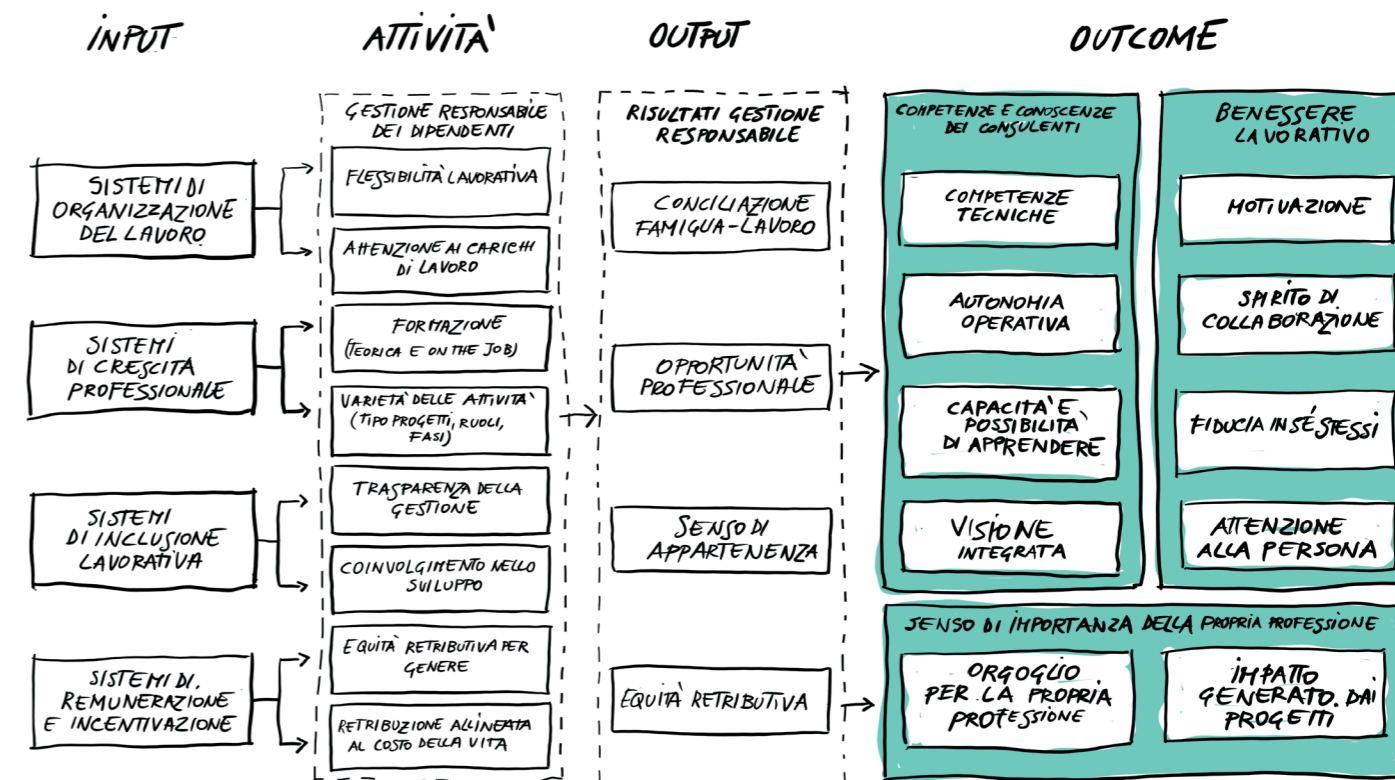 INPUT
ATTIVITÀ
OUTPUT
OUTCOME
SISTEMI DI
ORGANIZZAZIONE
DEL LAVORO
SISTEMI
DI CRESCITA
PROFESSIONALE
SISTEMI
DI INCLUSIONE
LAVORATIVA
SISTEMI DI
REMUNERAZIONE
E INCENTIVAZIONE
GESTIONE RESPONSABILE
DEI DIPENDENTI
FLESSIBILITÀ LAVORATIVA
ATTENZIONE AI CARICHI
DI LAVORO
FORMAZIONE
(TEORICA E ON THE JOB)
VARIETÀ DELLE ATTIVITÀ
(TIPO PROGETTI, RUOLI,
FASI)
TRASPARENZA DELLA
GESTIONE
COINVOLGIMENTO NELLO
SVILUPPO
EQUITÀ RETRIBUTIVA PER
GENERE
RETRIBUZIONE ALLINEATA
AL COSTO DELLA VITA
RISULTATI GESTIONE
RESPONSABILE
CONCILIAZIONE
FAMIGLIA-LAVORO
OPPORTUNITÀ
PROFESSIONALE
SENSO DI
APPARTENENZA
EQUITÀ RETRIBUTIVA
COMPETENZE E CONOSCENZE
DEI CONSULENTI
COMPETENZE
TECNICHE
AUTONOMIA
OPERATIVA
CAPACITÀ E
POSSIBILITÀ
DI APPRENDERE
VISIONE
INTEGRATA
BENESSERE
LAVORATIVO
MOTIVAZIONE
SPIRITO DI
COLLABORAZIONE
FIDUCIA IN SÉ STESSI
ATTENZIONE
ALLA PERSONA
SENSO DI IMPORTANZA DELLA PROPRIA PROFESSIONE
ORGOGLIO
PER LA PROPRIA
PROFESSIONE
IMPATTO
GENERATO DAI
PROGETTI